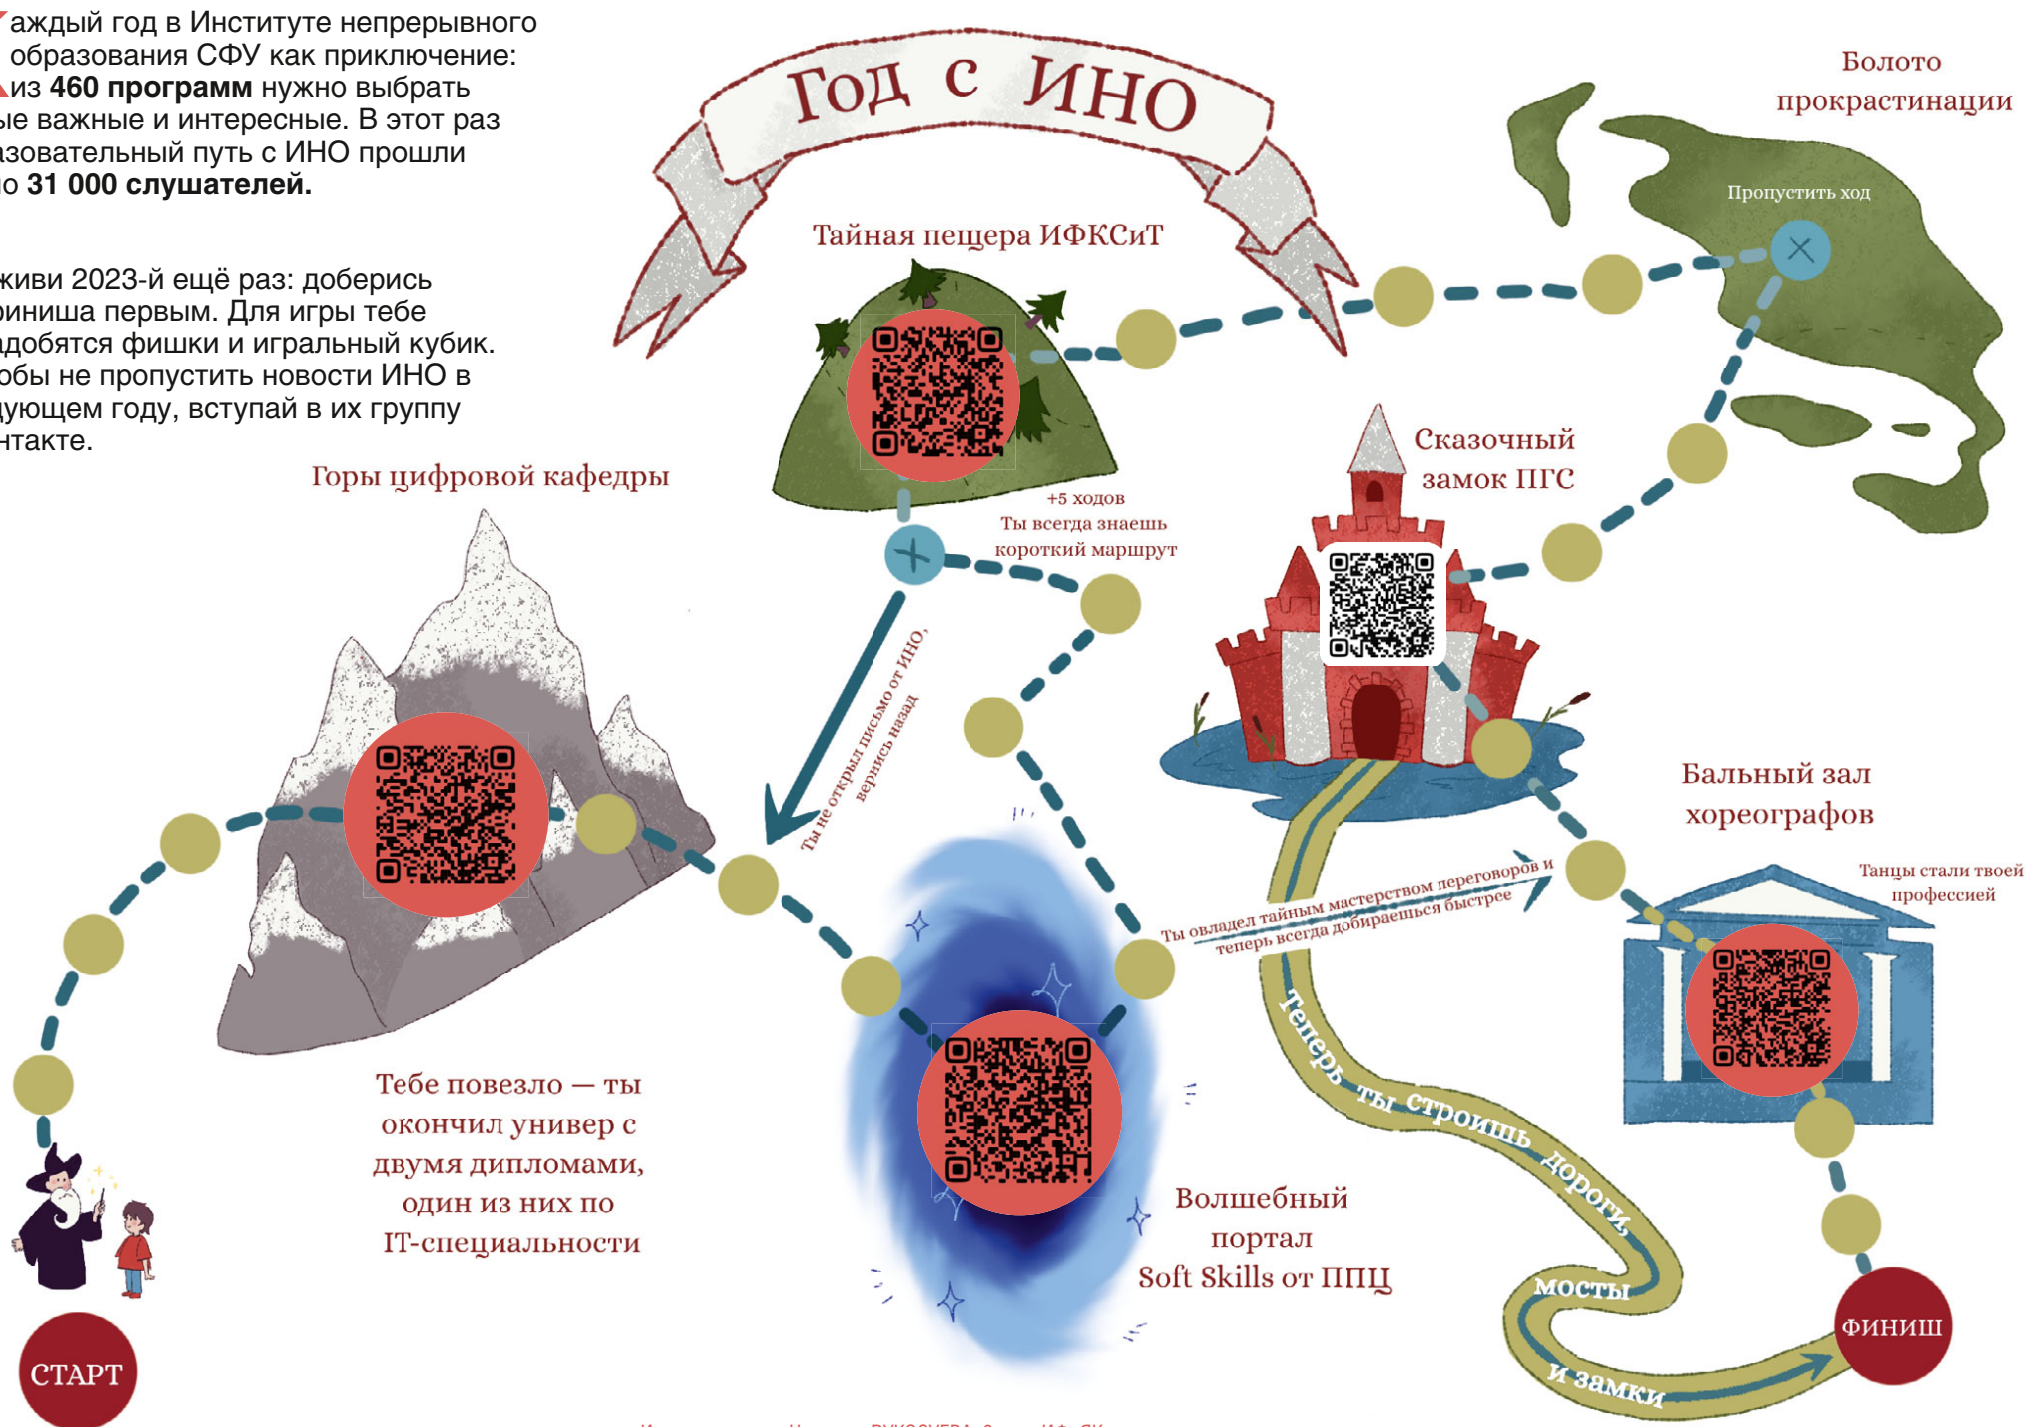 аждый год в Институте непрерывного
образования СФУ как приключение:
из 460 программ нужно выбрать
ые важные и интересные. В этот раз
азовательный путь с ИНО прошли
о 31 000 слушателей.
живи 2023-й ещё раз: доберись
финиша первым. Для игры тебе
адобятся фишки и игральный кубик.
обы не пропустить новости ИНО в
дующем году, вступай в их группу
нтакте.
Год с ИНО
Болото
прокрастинации
Пропустить ход
Тайная пещера ИФКСиТ
+5 ходов
Ты всегда знаешь
короткий маршрут
Сказочный
замок ПГС
Горы цифровой кафедры
Ты не открыл письмо от ИНО,
вернись назад
Бальный зал
хореографов
Танцы стали твоей
профессией
Ты овладел тайным мастерством переговоров и
теперь всегда добираешься быстрее
Тебе повезло — ты
окончил универ с
двумя дипломами,
один из них по
IT-специальности
Волшебный
портал
Soft Skills от ППЦ
Теперь ты строишь дороги,
мосты
и замки
СТАРТ
ФИНИШ